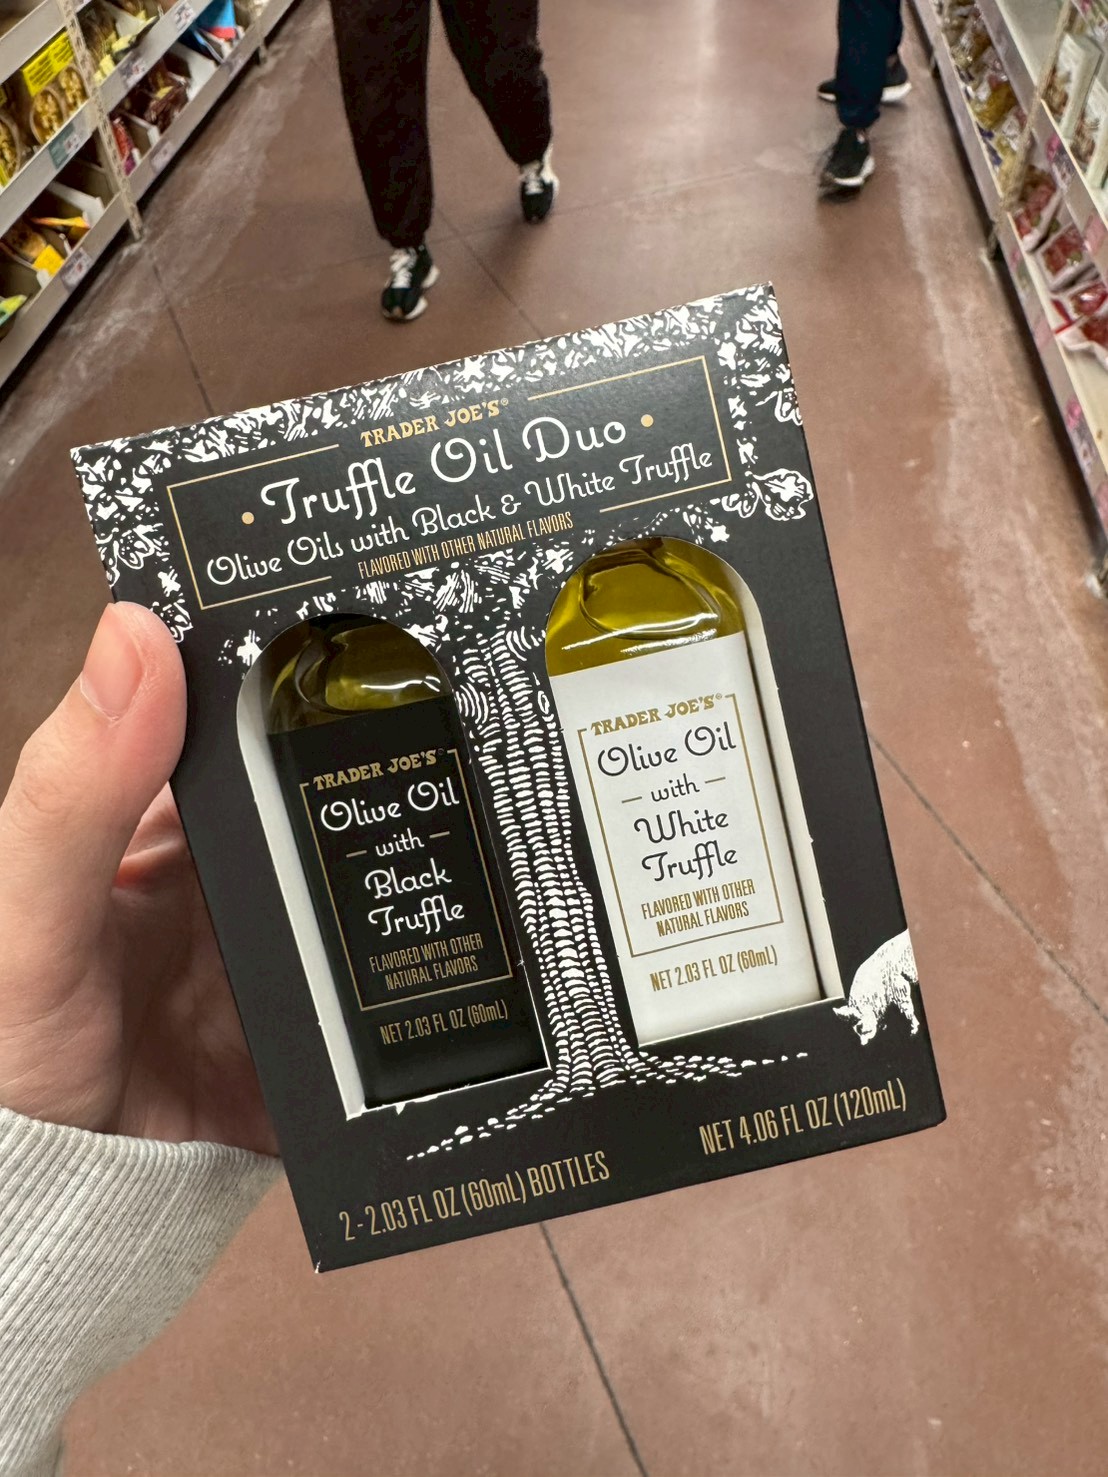 TRADER JOE'S®
Truffle Oil Duo
Olive Oils with Black & White Truffle
FLAVORED WITH OTHER NATURAL FLAVORS
TRADER JOE'S®
Olive Oil
with
Black
Truffle
FLAVORED WITH OTHER
NATURAL FLAVORS
NET 2.03 FL OZ (60mL)
TRADER JOE'S®
Olive Oil
with
White
Truffle
FLAVORED WITH OTHER
NATURAL FLAVORS
NET 2.03 FL OZ (60mL)
2-2.03 FL OZ (60mL) BOTTLES
NET 4.06 FL OZ (120mL)